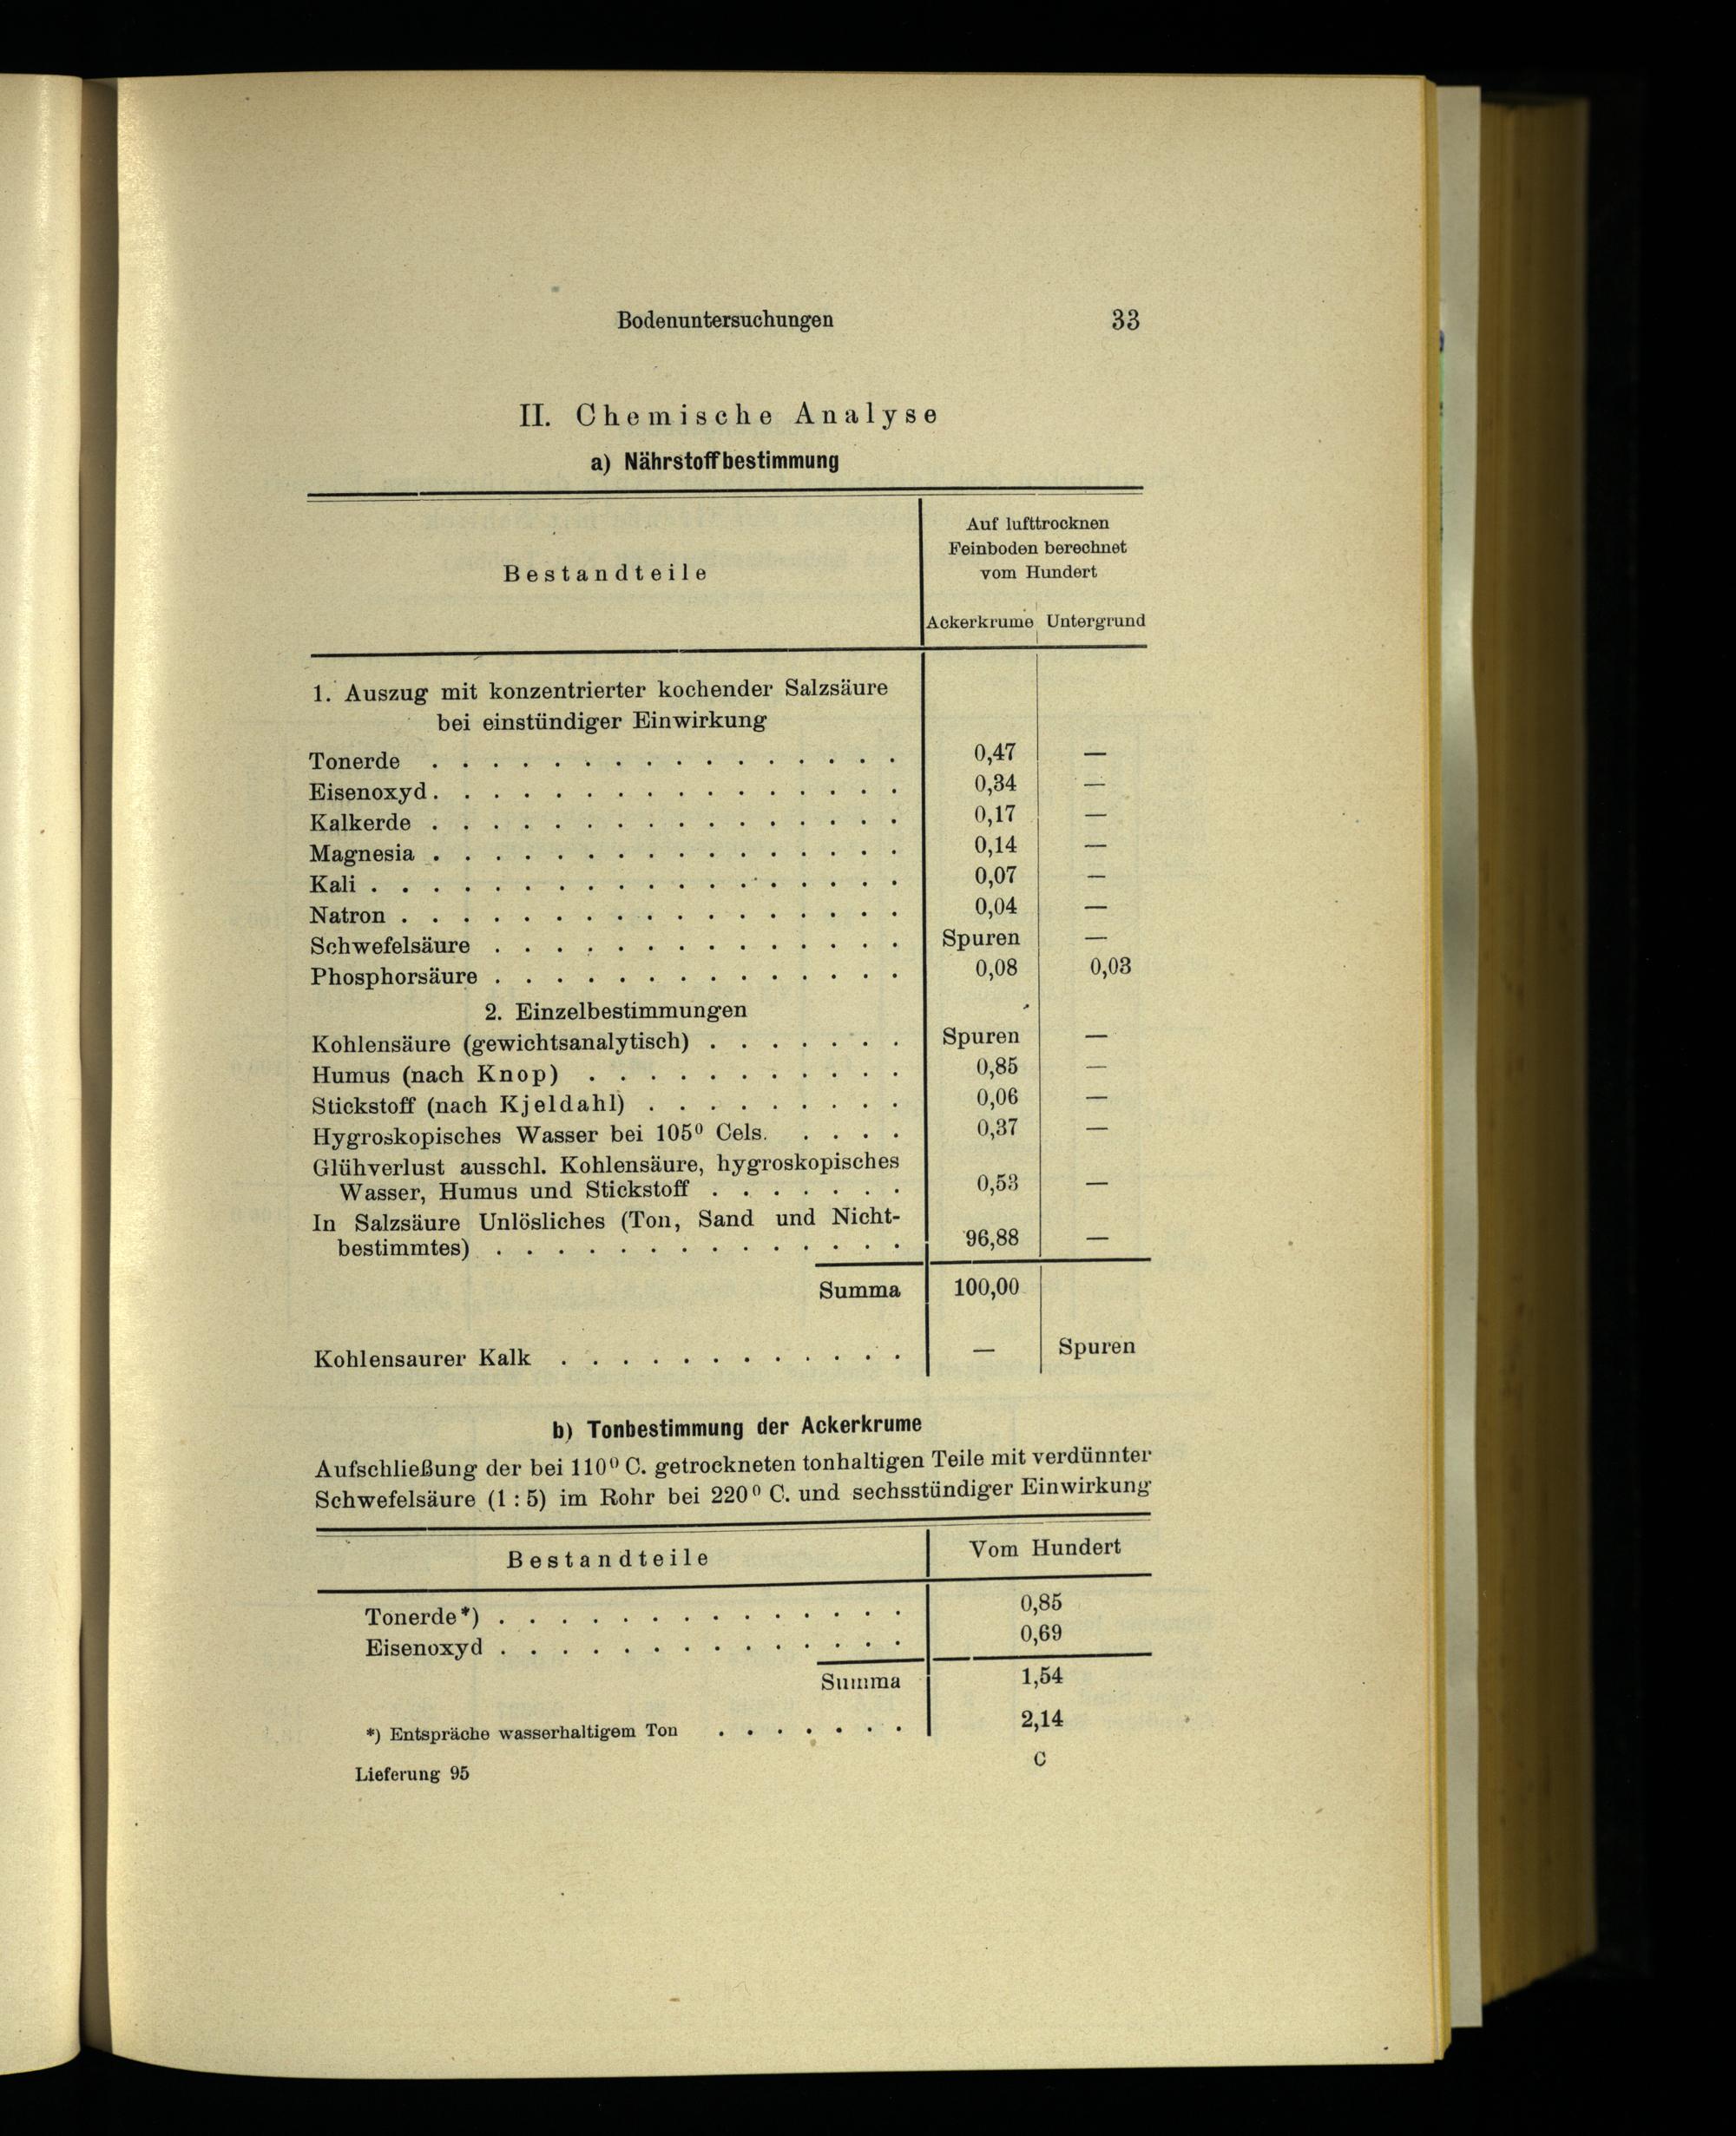 Bodenuntersuchungen 33
II. Chemische Analyse
a) Nährstoffbestimmung
Bestandteile
Auf lufttrocknen
Feinboden berechnet
vom Hundert
Ackerkrume Untergrund
1. Auszug mit konzentrierter kochender Salzsäure
bei einstündiger Einwirkung
Tonerde . . . . . . . . . . . . . . . . 0,47 —
Eisenoxyd . . . . . . . . . . . . . . . . 0,34 —
Kalkerde . . . . . . . . . . . . . . . . 0,17 —
Magnesia . . . . . . . . . . . . . . . . 0,14 —
Kali . . . . . . . . . . . . . . . . . . 0,07 —
Natron . . . . . . . . . . . . . . . . . 0,04 —
Schwefelsäure . . . . . . . . . . . . . . Spuren —
Phosphorsäure . . . . . . . . . . . . . . 0,08 0,03
2. Einzelbestimmungen
Kohlensäure (gewichtsanalytisch) . . . . . . . Spuren —
Humus (nach Knop) . . . . . . . . . . . 0,85 —
Stickstoff (nach Kjeldahl) . . . . . . . . . 0,06 —
Hygroskopisches Wasser bei 105⁰ Cels. . . . . 0,37 —
Glühverlust ausschl. Kohlensäure, hygroskopisches
Wasser, Humus und Stickstoff . . . . . . . 0,53 —
In Salzsäure Unlösliches (Ton, Sand und Nicht-
bestimmtes) . . . . . . . . . . . . . . 96,88 —
Summa 100,00
Kohlensaurer Kalk . . . . . . . . . . . . — Spuren
b) Tonbestimmung der Ackerkrume
Aufschließung der bei 110⁰ C. getrockneten tonhaltigen Teile mit verdünnter
Schwefelsäure (1 : 5) im Rohr bei 220⁰ C. und sechsstündiger Einwirkung
Bestandteile Vom Hundert
Tonerde*) . . . . . . . . . . . . . . 0,85
Eisenoxyd . . . . . . . . . . . . . . 0,69
Summa 1,54
*) Entspräche wasserhaltigem Ton . . . . . . . 2,14
Lieferung 95 C